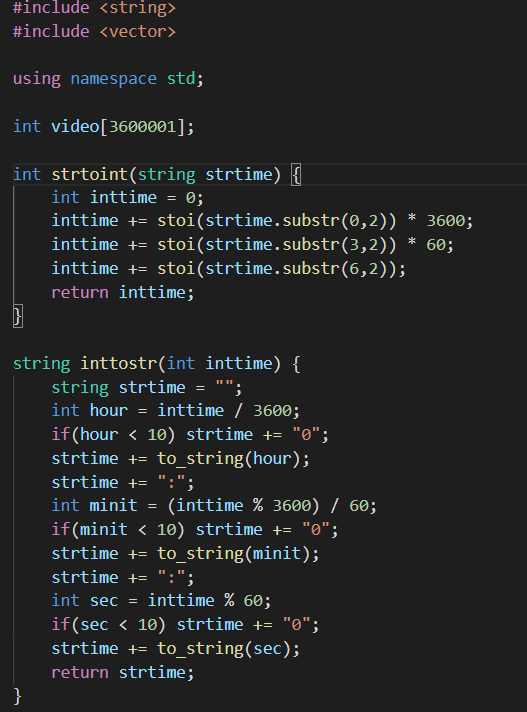 #include <string>
#include <vector>

using namespace std;

int video[3600001];

int strtoint(string strtime) {
    int inttime = 0;
    inttime += stoi(strtime.substr(0,2)) * 3600;
    inttime += stoi(strtime.substr(3,2)) * 60;
    inttime += stoi(strtime.substr(6,2));
    return inttime;
}

string inttostr(int inttime) {
    string strtime = "";
    int hour = inttime / 3600;
    if(hour < 10) strtime += "0";
    strtime += to_string(hour);
    strtime += ":";
    int minit = (inttime % 3600) / 60;
    if(minit < 10) strtime += "0";
    strtime += to_string(minit);
    strtime += ":";
    int sec = inttime % 60;
    if(sec < 10) strtime += "0";
    strtime += to_string(sec);
    return strtime;
}